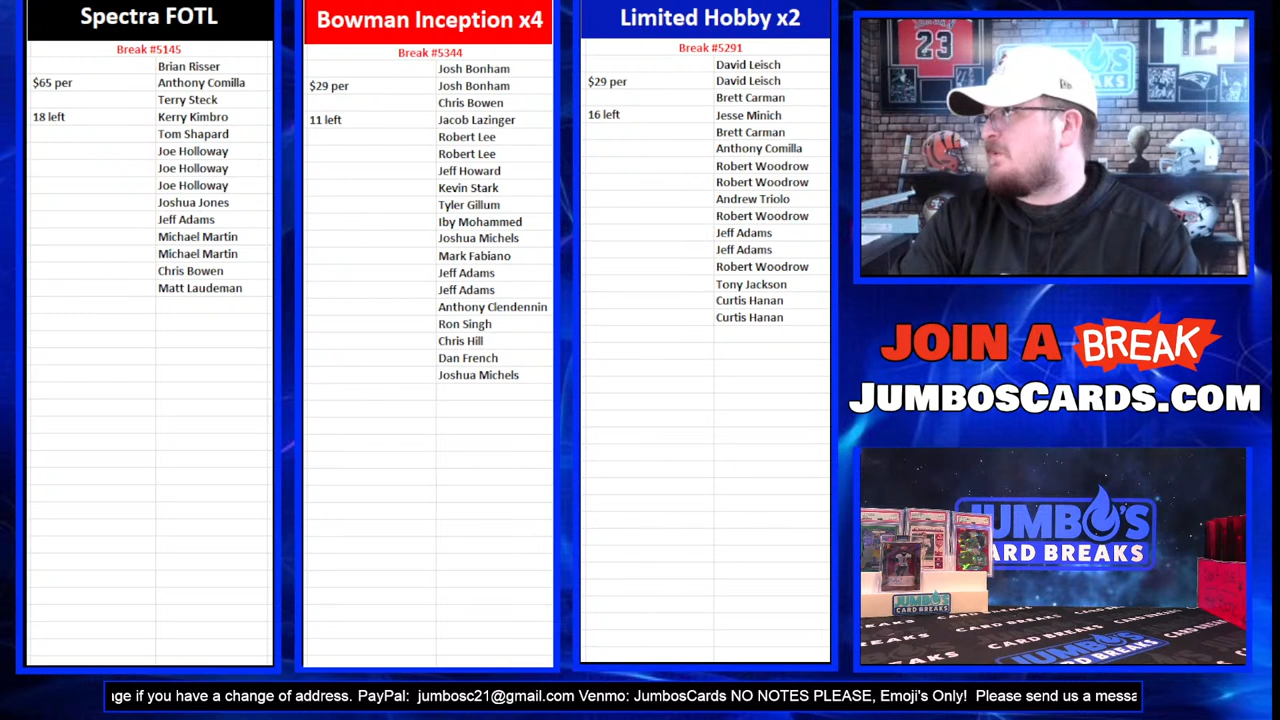 Spectra FOTL
Break #5145
Brian Risser
$65 per Anthony Comilla
Terry Steck
18 left Kerry Kimbro
Tom Shapard
Joe Holloway
Joe Holloway
Joe Holloway
Joshua Jones
Jeff Adams
Michael Martin
Michael Martin
Chris Bowen
Matt Laudeman
Bowman Inception x4
Break #5344
Josh Bonham
$29 per Josh Bonham
Chris Bowen
11 left Jacob Lazinger
Robert Lee
Robert Lee
Jeff Howard
Kevin Stark
Tyler Gillum
Iby Mohammed
Joshua Michels
Mark Fabiano
Jeff Adams
Jeff Adams
Anthony Clendennin
Ron Singh
Chris Hill
Dan French
Joshua Michels
Limited Hobby x2
Break #5291
David Leisch
$29 per David Leisch
Brett Carman
16 left Jesse Minich
Brett Carman
Anthony Comilla
Robert Woodrow
Robert Woodrow
Andrew Triolo
Robert Woodrow
Jeff Adams
Jeff Adams
Robert Woodrow
Tony Jackson
Curtis Hanan
Curtis Hanan
23
12
JOIN A BREAK
JUMBOSCARDS.COM
JUMBO'S
CARD BREAKS
JUMBO'S
CARD BREAKS
ge if you have a change of address. PayPal: jumbosc21@gmail.com Venmo: JumbosCards NO NOTES PLEASE, Emoji's Only! Please send us a messa